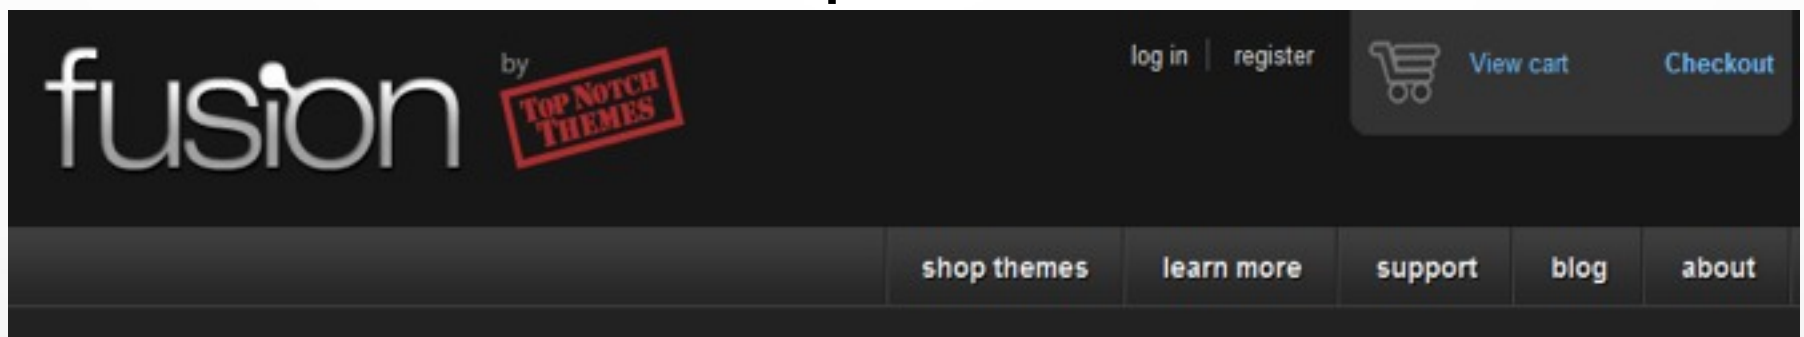 fusion by
TOP NOTCH
THEMES
log in register View cart Checkout
shop themes learn more support blog about